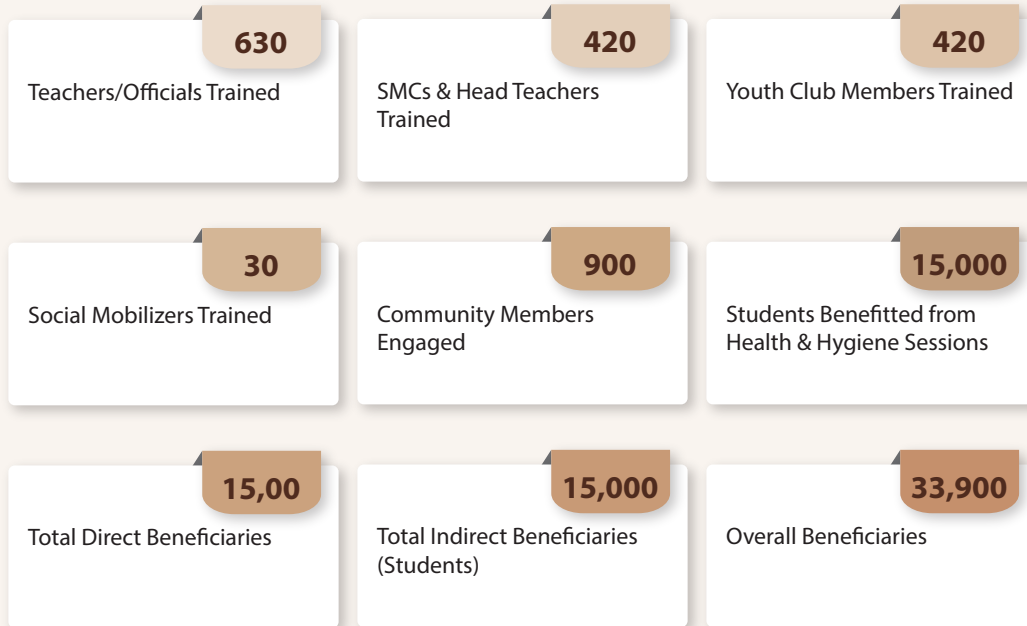 630
Teachers/Officials Trained
420
SMCs & Head Teachers
Trained
420
Youth Club Members Trained
30
Social Mobilizers Trained
900
Community Members
Engaged
15,000
Students Benefitted from
Health & Hygiene Sessions
15,00
Total Direct Beneficiaries
15,000
Total Indirect Beneficiaries
(Students)
33,900
Overall Beneficiaries